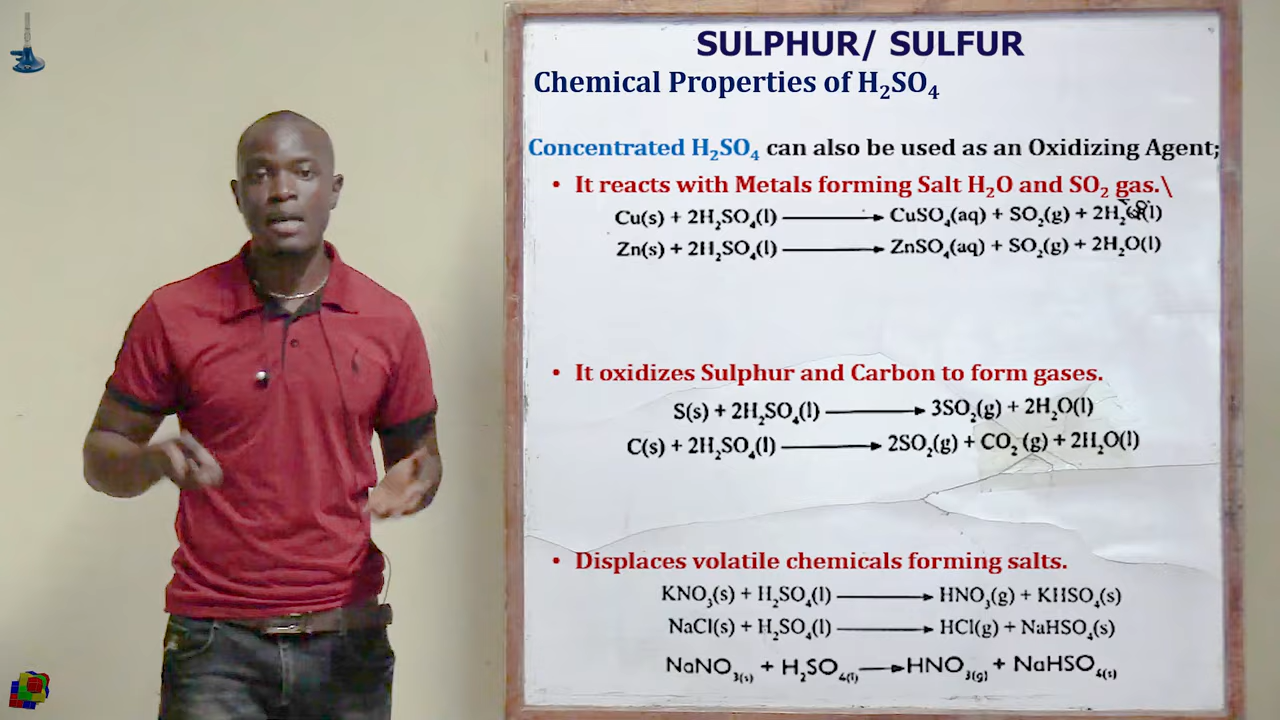 SULPHUR/ SULFUR
Chemical Properties of H₂SO₄
Concentrated H₂SO₄ can also be used as an Oxidizing Agent;
• It reacts with Metals forming Salt H₂O and SO₂ gas.\
Cu(s) + 2H₂SO₄(l) ⟶ CuSO₄(aq) + SO₂(g) + 2H₂O(l)
Zn(s) + 2H₂SO₄(l) ⟶ ZnSO₄(aq) + SO₂(g) + 2H₂O(l)
• It oxidizes Sulphur and Carbon to form gases.
S(s) + 2H₂SO₄(l) ⟶ 3SO₂(g) + 2H₂O(l)
C(s) + 2H₂SO₄(l) ⟶ 2SO₂(g) + CO₂ (g) + 2H₂O(l)
• Displaces volatile chemicals forming salts.
KNO₃(s) + H₂SO₄(l) ⟶ HNO₃(g) + KHSO₄(s)
NaCl(s) + H₂SO₄(l) ⟶ HCl(g) + NaHSO₄(s)
NaNO₃₍ₛ₎ + H₂SO₄₍ₗ₎ ⟶ HNO₃(g) + NaHSO₄₍ₛ₎